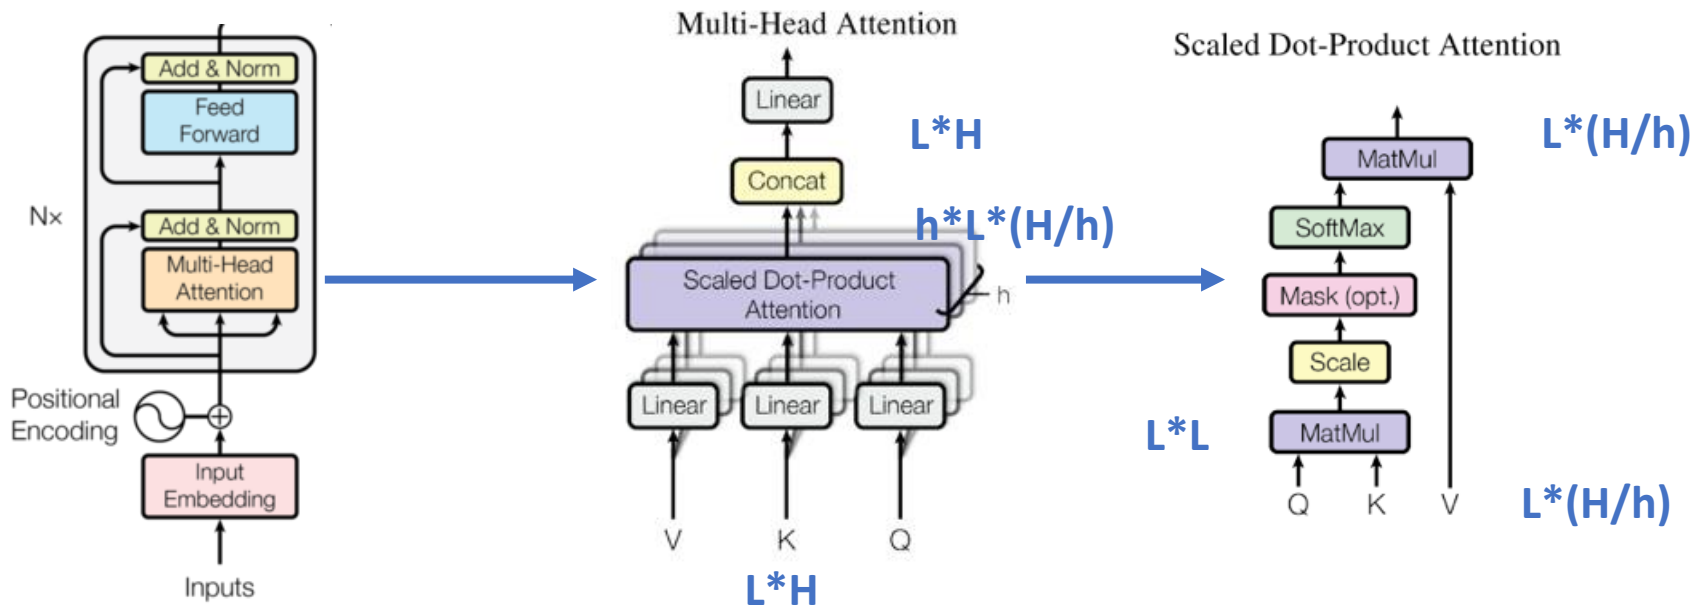 Add & Norm
Feed
Forward
N×
Add & Norm
Multi-Head
Attention
Positional
Encoding
Input
Embedding
Inputs
Multi-Head Attention
Linear
L*H
Concat
h*L*(H/h)
Scaled Dot-Product
Attention
h
Linear
Linear
Linear
V
K
Q
L*H
Scaled Dot-Product Attention
L*(H/h)
MatMul
SoftMax
Mask (opt.)
Scale
L*L
MatMul
Q
K
V
L*(H/h)